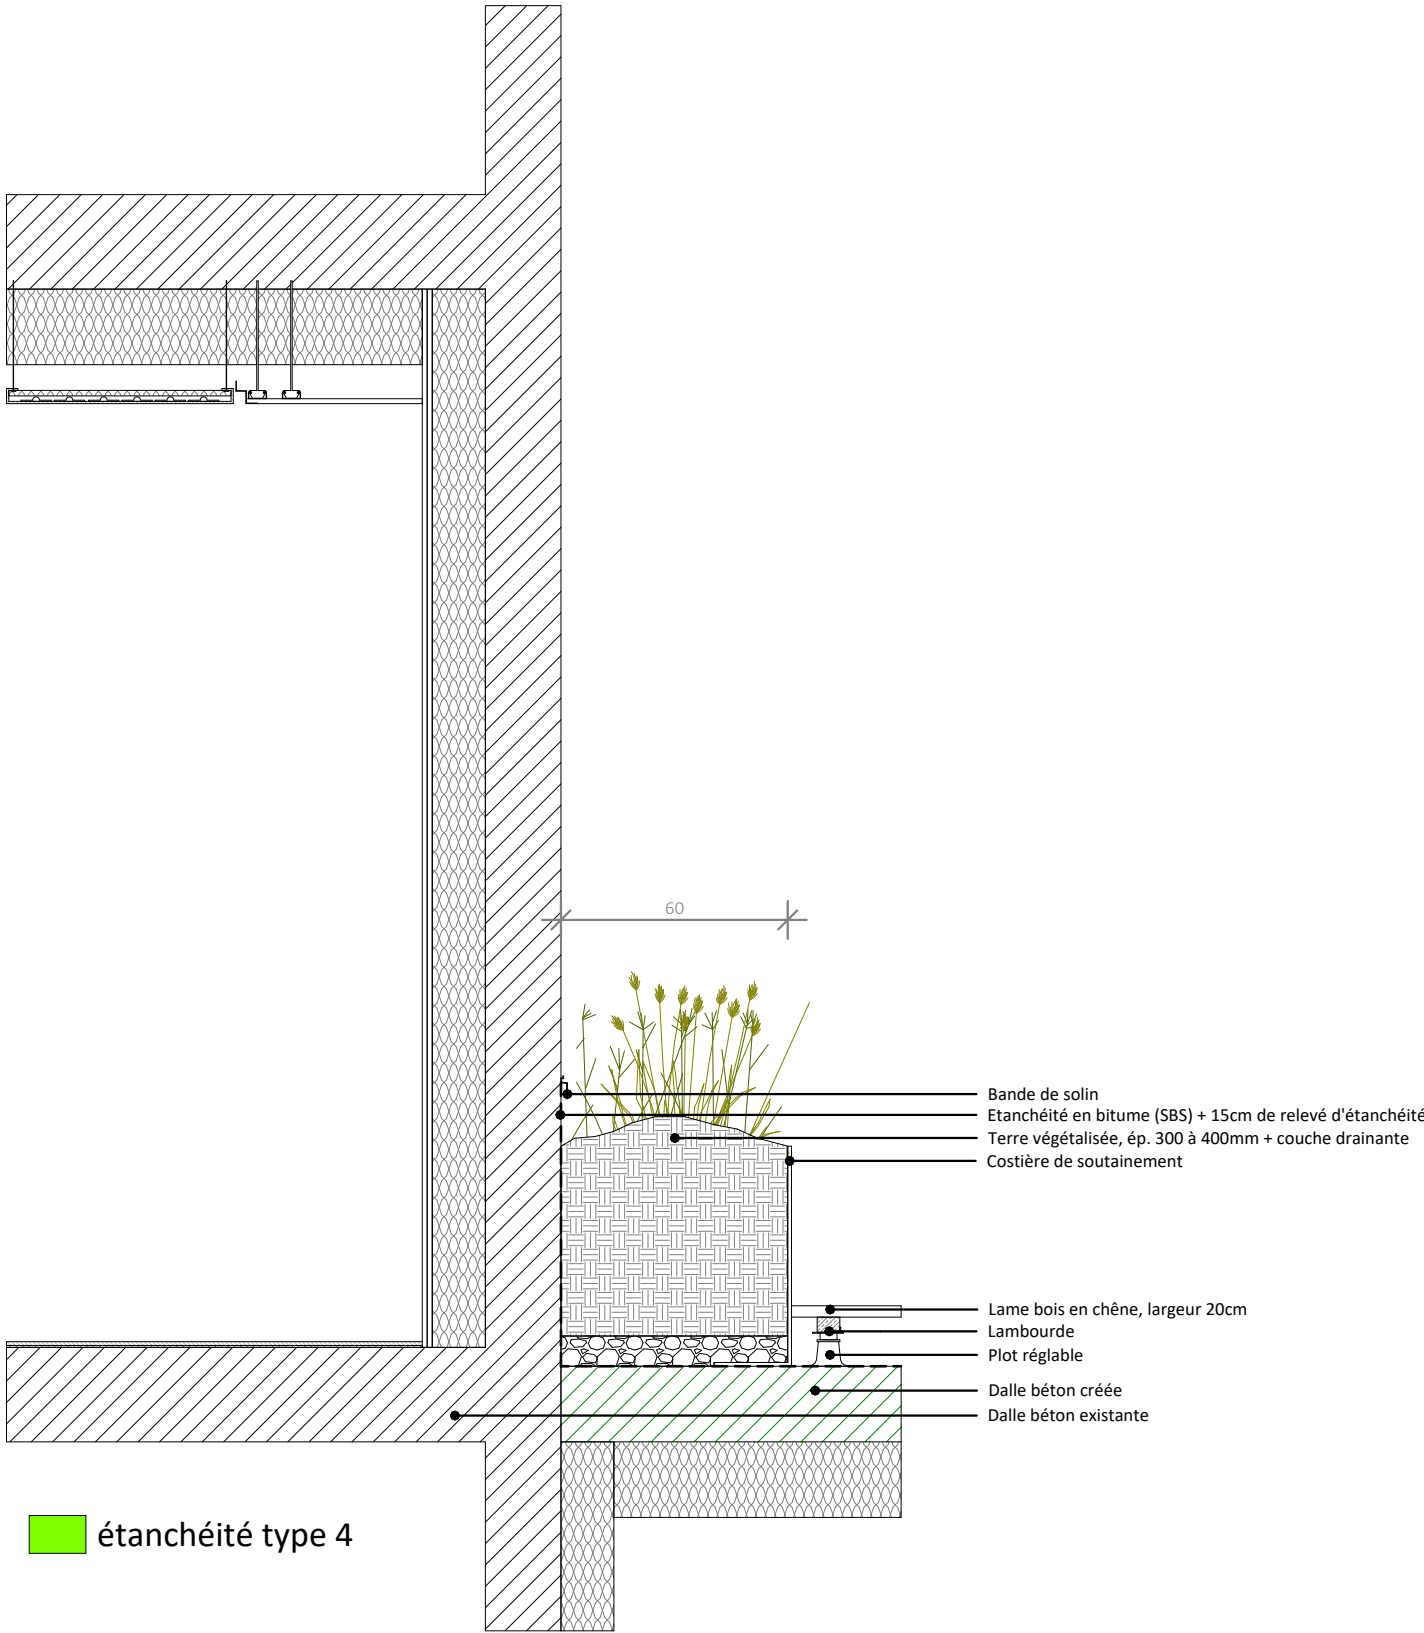 60
Bande de solin
Etanchéité en bitume (SBS) + 15cm de relevé d'étanchéité
Terre végétalisée, ép. 300 à 400mm + couche drainante
Costière de soutainement
Lame bois en chêne, largeur 20cm
Lambourde
Plot réglable
Dalle béton créée
Dalle béton existante
étanchéité type 4